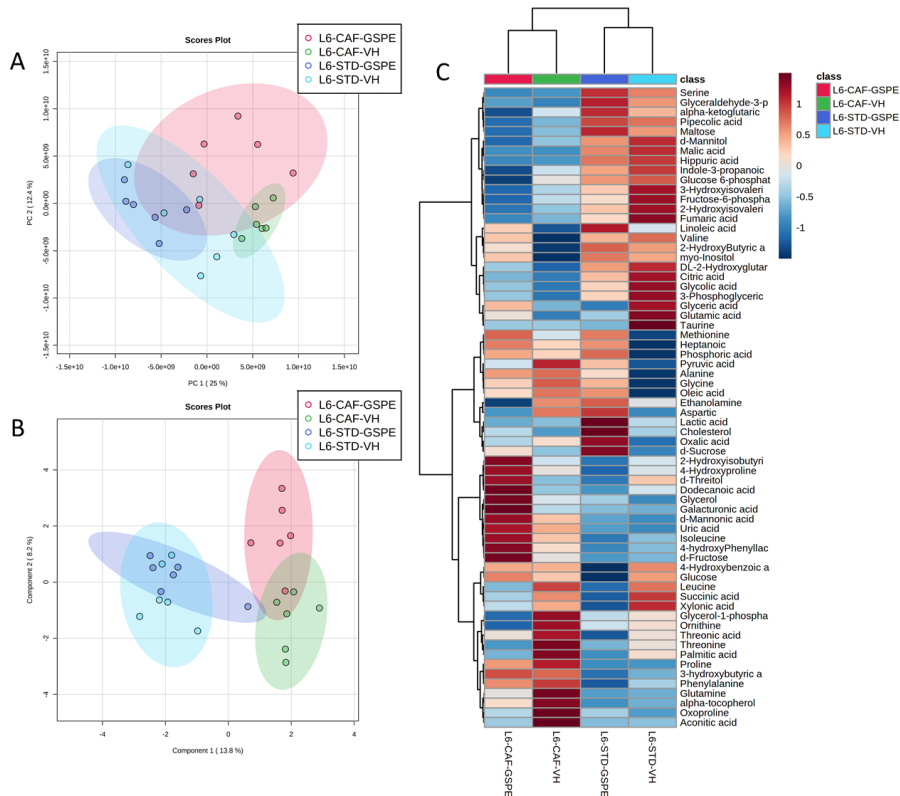 A
Scores Plot
L6-CAF-GSPE
L6-CAF-VH
L6-STD-GSPE
L6-STD-VH
PC 2 ( 12.4 %)
1.5e+10
1.0e+10
5.0e+09
0.0e+00
-5.0e+09
-1.0e+10
-1.5e+10
-1.5e+10 -1.0e+10 -5.0e+09 0.0e+00 5.0e+09 1.0e+10 1.5e+10
PC 1 ( 25 %)
B
Scores Plot
L6-CAF-GSPE
L6-CAF-VH
L6-STD-GSPE
L6-STD-VH
Component 2 ( 8.2 %)
4
2
0
-2
-4
-4 -2 0 2 4
Component 1 ( 13.8 %)
C
class
Serine
Glyceraldehyde-3-p
alpha-ketoglutaric
Pipecolic acid
Maltose
d-Mannitol
Malic acid
Hippuric acid
Indole-3-propanoic
Glucose 6-phosphat
3-Hydroxyisovaleri
Fructose-6-phospha
2-Hydroxyisovaleri
Fumaric acid
Linoleic acid
Valine
2-HydroxyButyric a
myo-Inositol
DL-2-Hydroxyglutar
Citric acid
Glycolic acid
3-Phosphoglyceric
Glyceric acid
Glutamic acid
Taurine
Methionine
Heptanoic
Phosphoric acid
Pyruvic acid
Alanine
Glycine
Oleic acid
Ethanolamine
Aspartic
Lactic acid
Cholesterol
Oxalic acid
d-Sucrose
2-Hydroxyisobutyri
4-Hydroxyproline
d-Threitol
Dodecanoic acid
Glycerol
Galacturonic acid
d-Mannonic acid
Uric acid
Isoleucine
4-hydroxyPhenyllac
d-Fructose
4-Hydroxybenzoic a
Glucose
Leucine
Succinic acid
Xylonic acid
Glycerol-1-phospha
Ornithine
Threonic acid
Threonine
Palmitic acid
Proline
3-hydroxybutyric a
Phenylalanine
Glutamine
alpha-tocopherol
Oxoproline
Aconitic acid
L6-CAF-GSPE
L6-CAF-VH
L6-STD-GSPE
L6-STD-VH
1
0.5
0
-0.5
-1
class
L6-CAF-GSPE
L6-CAF-VH
L6-STD-GSPE
L6-STD-VH